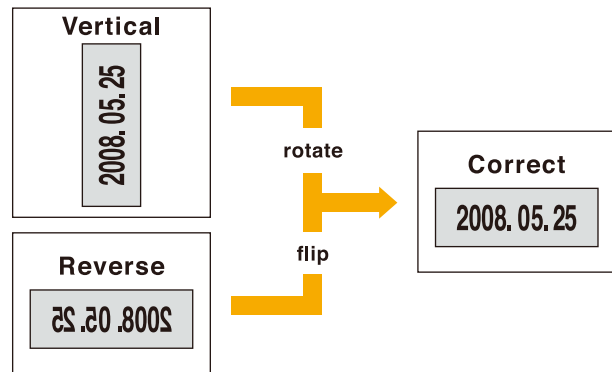 Vertical
2008. 05. 25
rotate
Correct
2008. 05. 25
flip
Reverse
2008. 05. 25